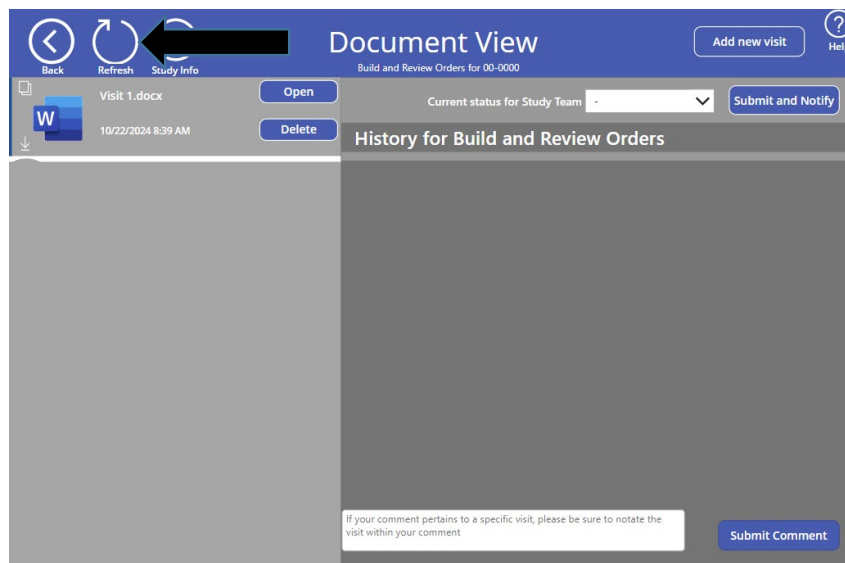 Document View
Build and Review Orders for 00-0000
Add new visit
Back
Refresh
Study Info
Visit 1.docx
Open
W
10/22/2024 8:39 AM
Delete
Current status for Study Team
-
Submit and Notify
History for Build and Review Orders
If your comment pertains to a specific visit, please be sure to notate the
visit within your comment
Submit Comment